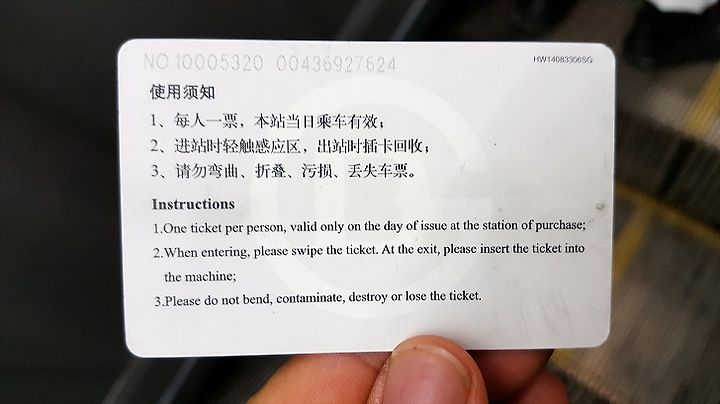 NO 10005320 00436927624
HW14083306SG
使用须知
1、每人一票，本站当日乘车有效；
2、进站时轻触感应区，出站时插卡回收；
3、请勿弯曲、折叠、污损、丢失车票。
Instructions
1.One ticket per person, valid only on the day of issue at the station of purchase;
2.When entering, please swipe the ticket. At the exit, please insert the ticket into
the machine;
3.Please do not bend, contaminate, destroy or lose the ticket.